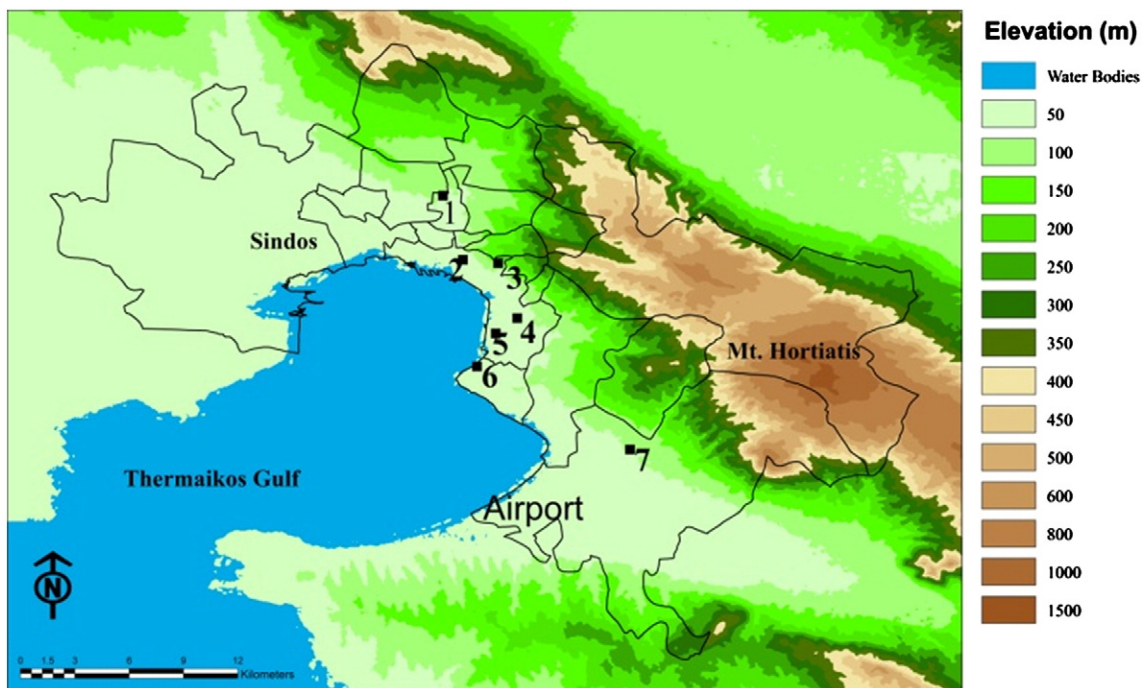 Elevation (m)
Water Bodies
50
100
150
200
250
300
350
400
450
500
600
800
1000
1500
1
Sindos
2
3
4
5
6
Mt. Hortiatis
7
Thermaikos Gulf
Airport
N
0 1.5 3 6 9 12
Kilometers